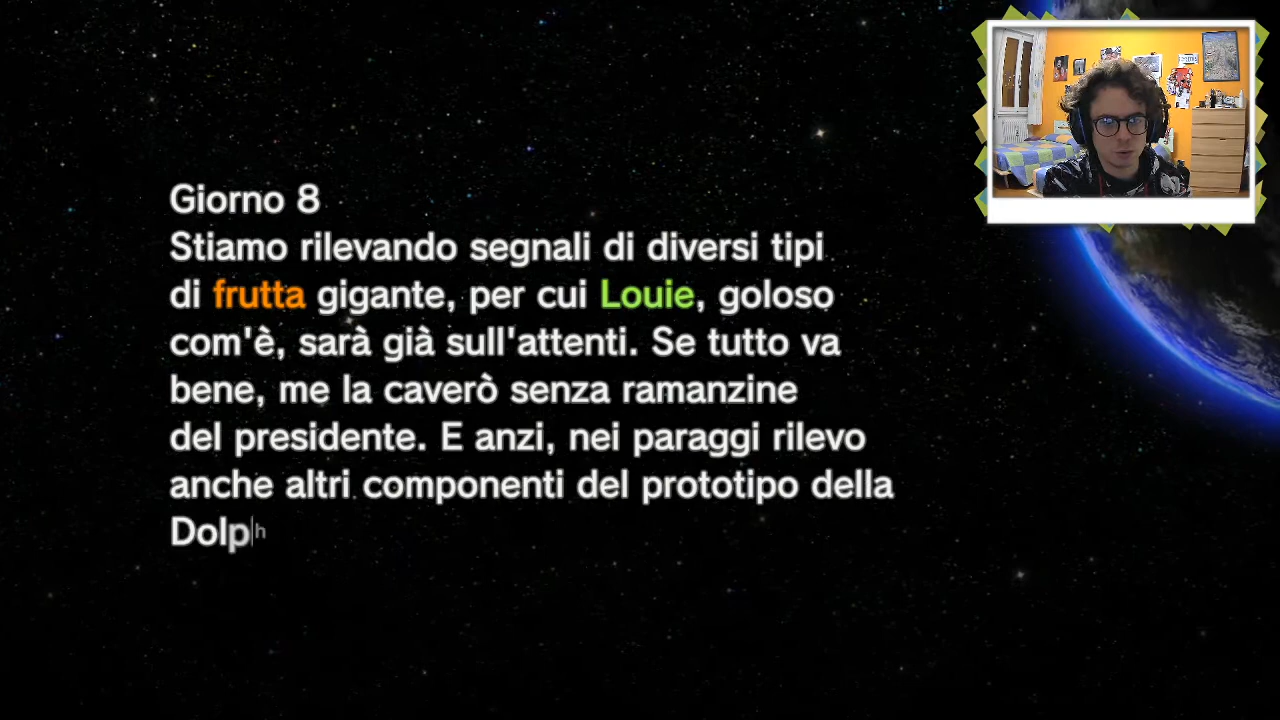 Giorno 8
Stiamo rilevando segnali di diversi tipi
di frutta gigante, per cui Louie, goloso
com'è, sarà già sull'attenti. Se tutto va
bene, me la caverò senza ramanzine
del presidente. E anzi, nei paraggi rilevo
anche altri componenti del prototipo della
Dolph